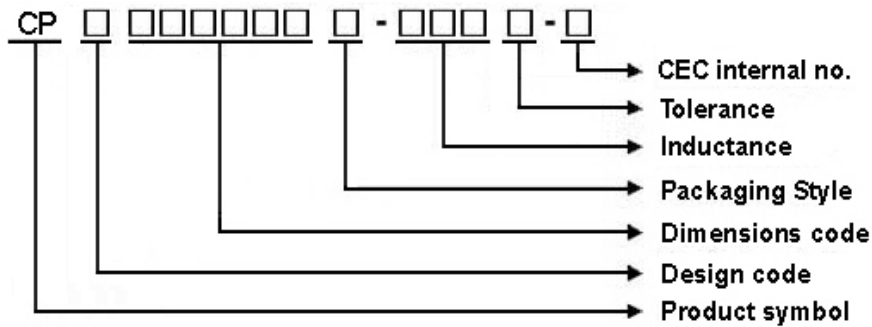 CP □ □□□□□□ □ - □□□ □ - □
CEC internal no.
Tolerance
Inductance
Packaging Style
Dimensions code
Design code
Product symbol